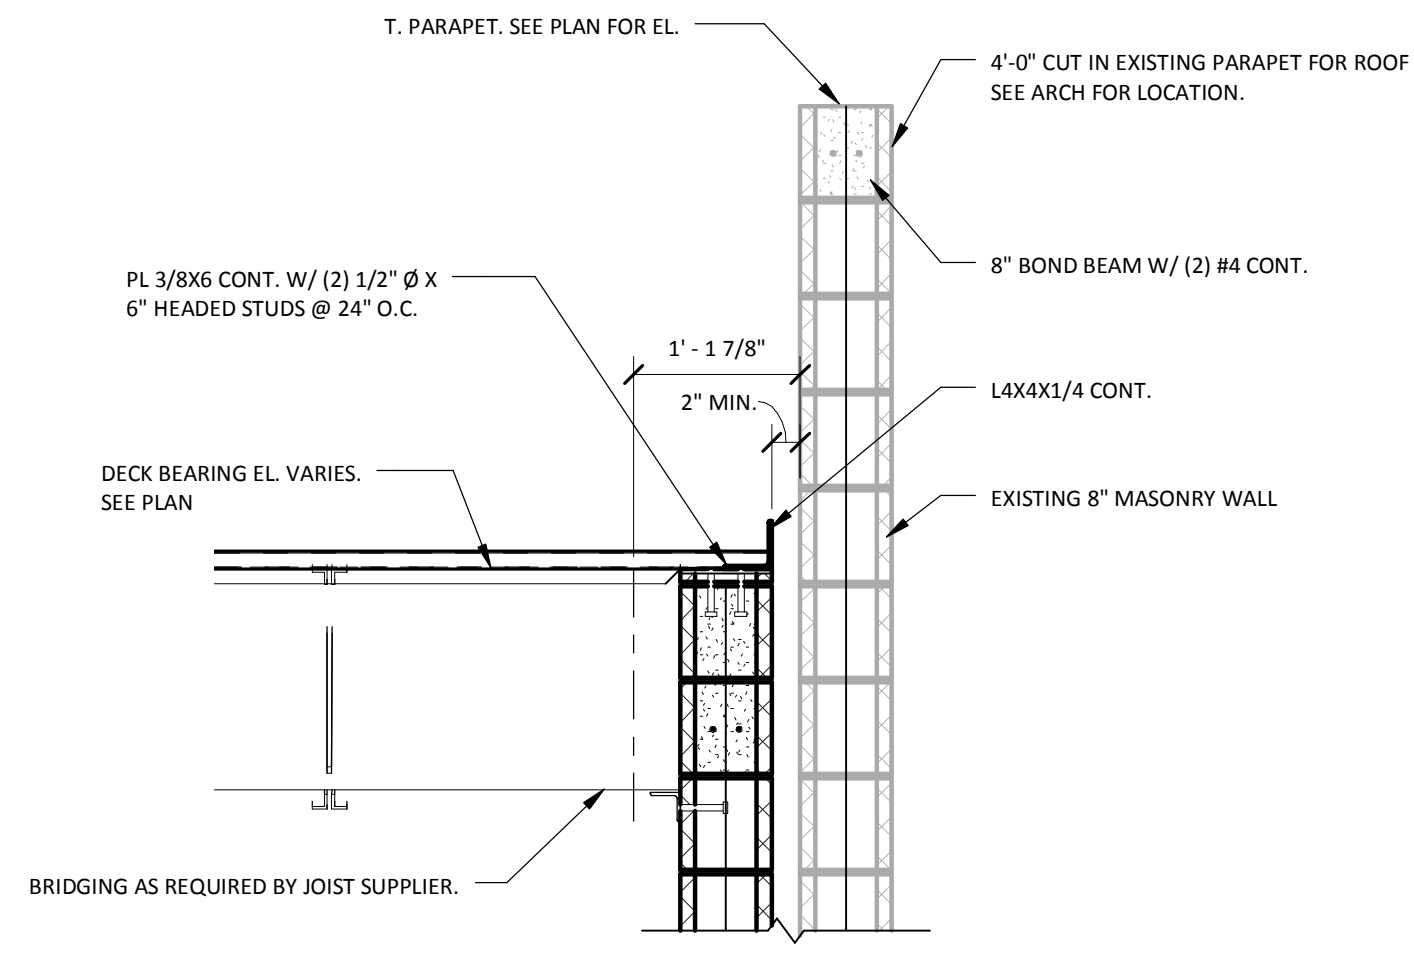 T. PARAPET. SEE PLAN FOR EL.
4'-0" CUT IN EXISTING PARAPET FOR ROOF
SEE ARCH FOR LOCATION.
PL 3/8X6 CONT. W/ (2) 1/2" Ø X
6" HEADED STUDS @ 24" O.C.
8" BOND BEAM W/ (2) #4 CONT.
1' - 1 7/8"
2" MIN.
L4X4X1/4 CONT.
DECK BEARING EL. VARIES.
SEE PLAN
EXISTING 8" MASONRY WALL
BRIDGING AS REQUIRED BY JOIST SUPPLIER.